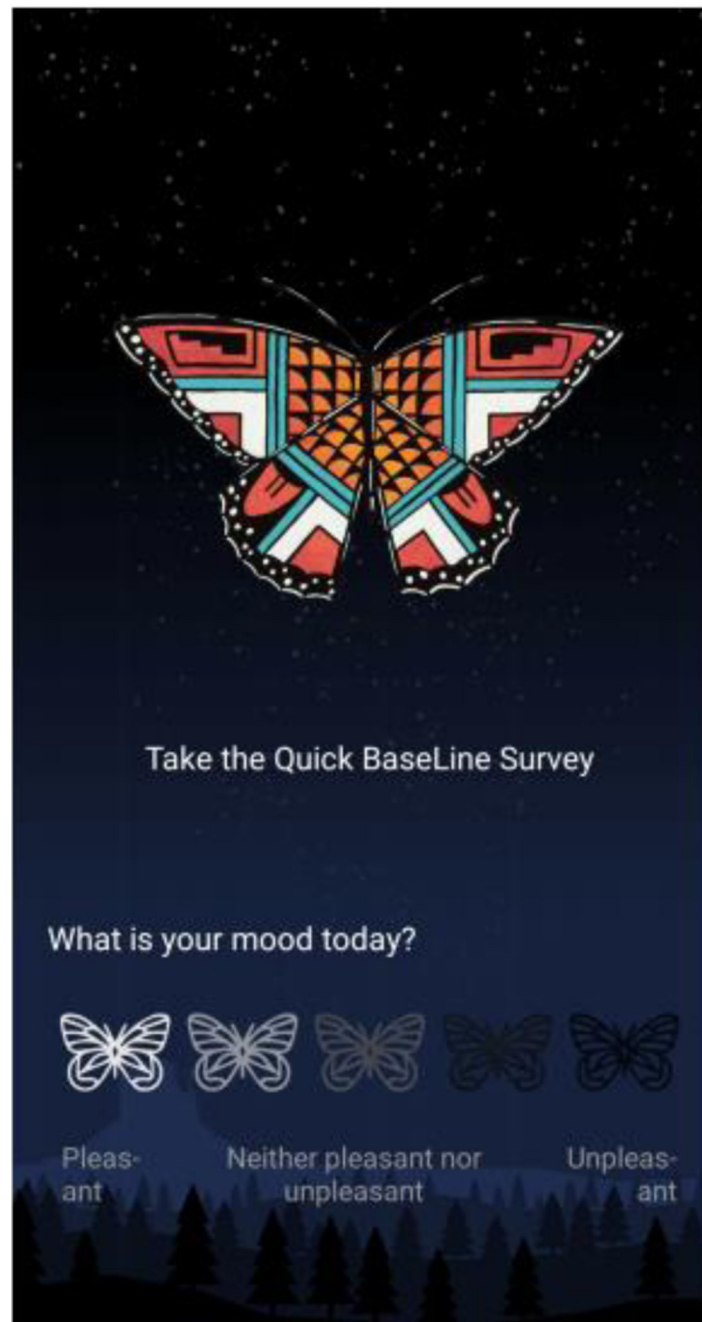 Take the Quick BaseLine Survey
What is your mood today?
Pleas-
ant
Neither pleasant nor
unpleasant
Unpleas-
ant